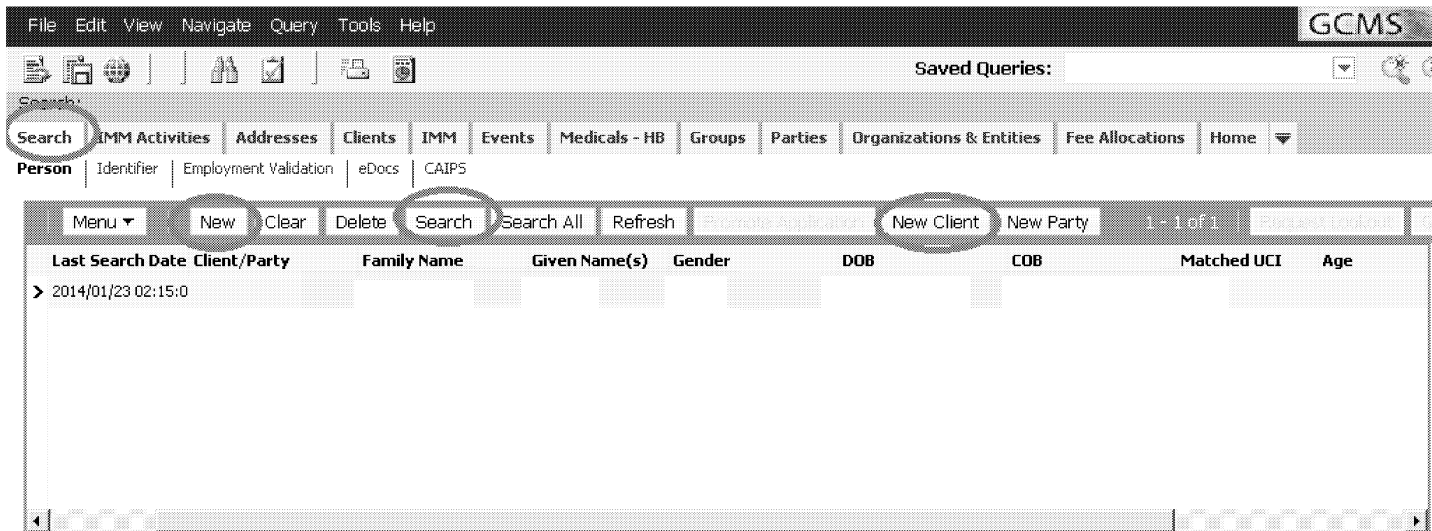 File Edit View Navigate Query Tools Help GCMS
Saved Queries:
Search:
Search IMM Activities Addresses Clients IMM Events Medicals - HB Groups Parties Organizations & Entities Fee Allocations Home
Person | Identifier | Employment Validation | eDocs | CAIPS
Menu New Clear Delete Search Search All Refresh Promote Application New Client New Party 1 - 1 of 1
Last Search Date Client/Party Family Name Given Name(s) Gender DOB COB Matched UCI Age
2014/01/23 02:15:0